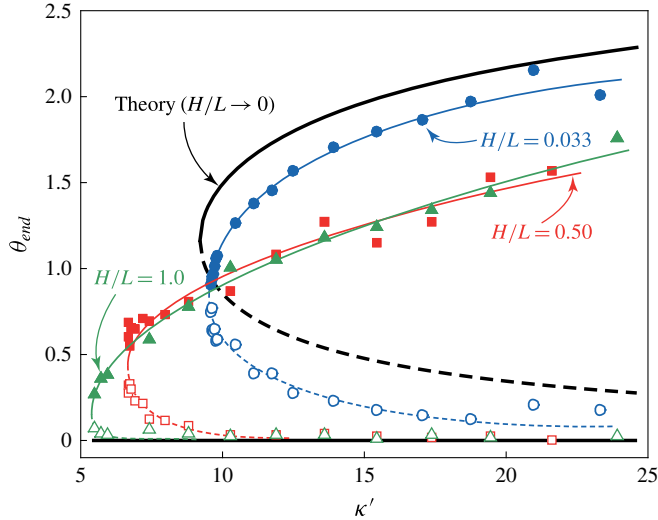 2.5
2.0
1.5
1.0
0.5
0
θ_end
Theory (H/L → 0)
H/L = 0.033
H/L = 0.50
H/L = 1.0
5
10
15
20
25
κ′